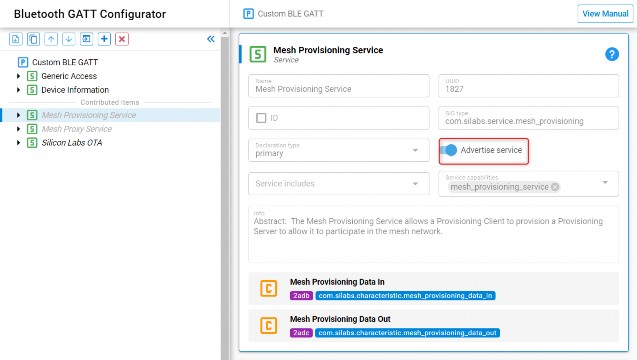 Bluetooth GATT Configurator
Custom BLE GATT
View Manual
Custom BLE GATT
Generic Access
Device Information
Contributed items
Mesh Provisioning Service
Mesh Proxy Service
Silicon Labs OTA
Mesh Provisioning Service
Service
Name
Mesh Provisioning Service
UUID
1827
ID
SIG type
com.silabs.service.mesh_provisioning
Declaration type
primary
Advertise service
Service includes
Service capabilities
mesh_provisioning_service
Info
Abstract: The Mesh Provisioning Service allows a Provisioning Client to provision a Provisioning
Server to allow it to participate in the mesh network.
Mesh Provisioning Data In
2adb com.silabs.characteristic.mesh_provisioning_data_in
Mesh Provisioning Data Out
2adc com.silabs.characteristic.mesh_provisioning_data_out